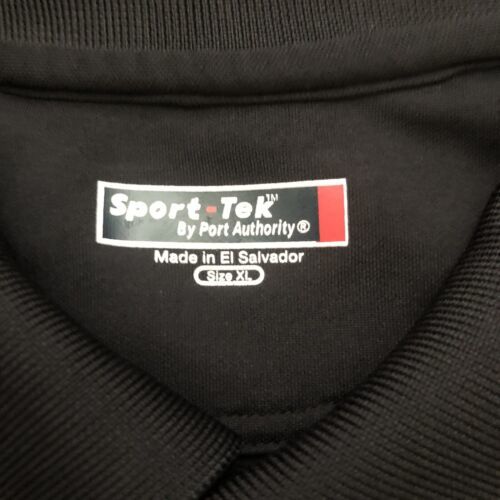 Sport-Tek™
By Port Authority®
Made in El Salvador
Size XL